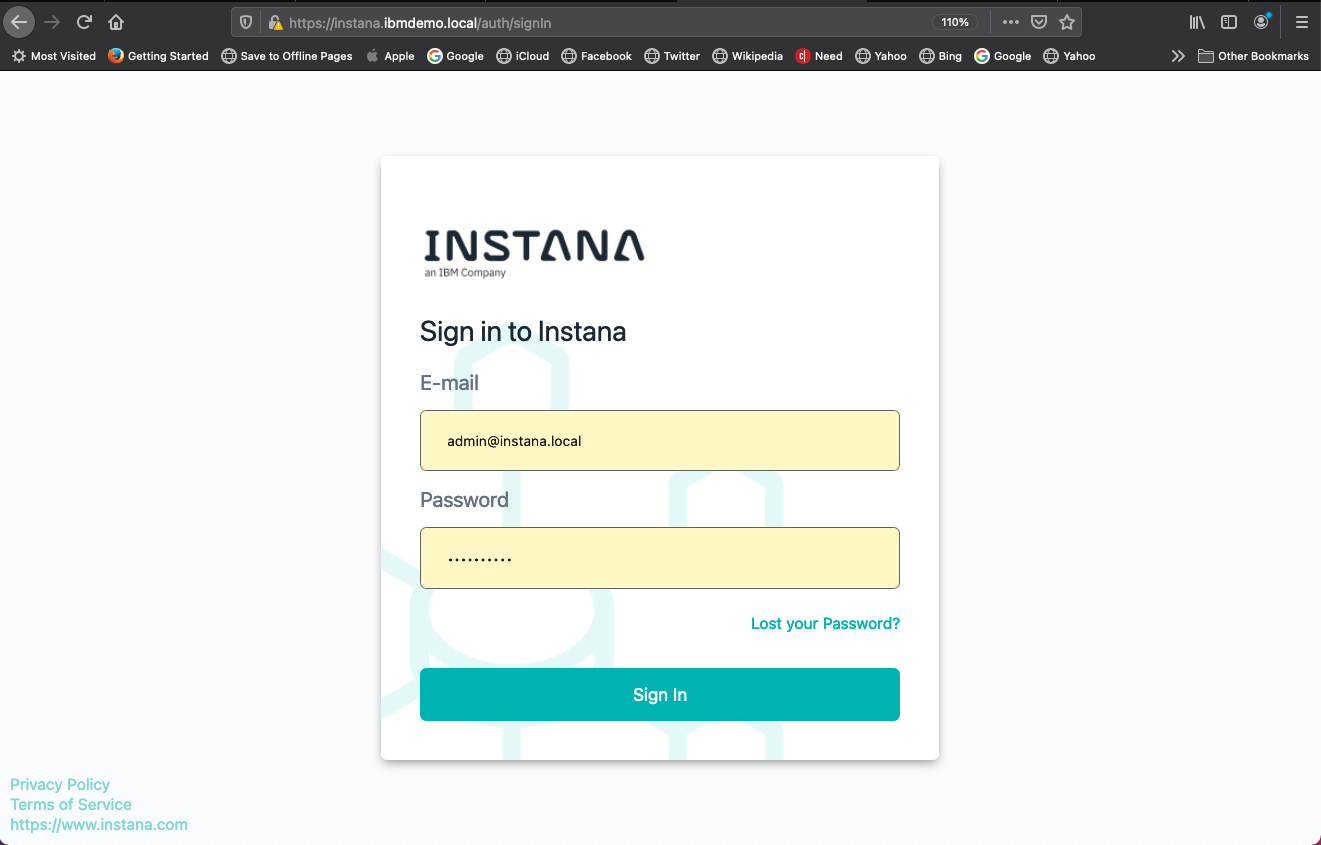 https://instana.ibmdemo.local/auth/signIn 110%
Most Visited Getting Started Save to Offline Pages Apple Google iCloud Facebook Twitter Wikipedia Need Yahoo Bing Google Yahoo Other Bookmarks
INSTANA
an IBM Company
Sign in to Instana
E-mail
admin@instana.local
Password
••••••••••
Lost your Password?
Sign In
Privacy Policy
Terms of Service
https://www.instana.com